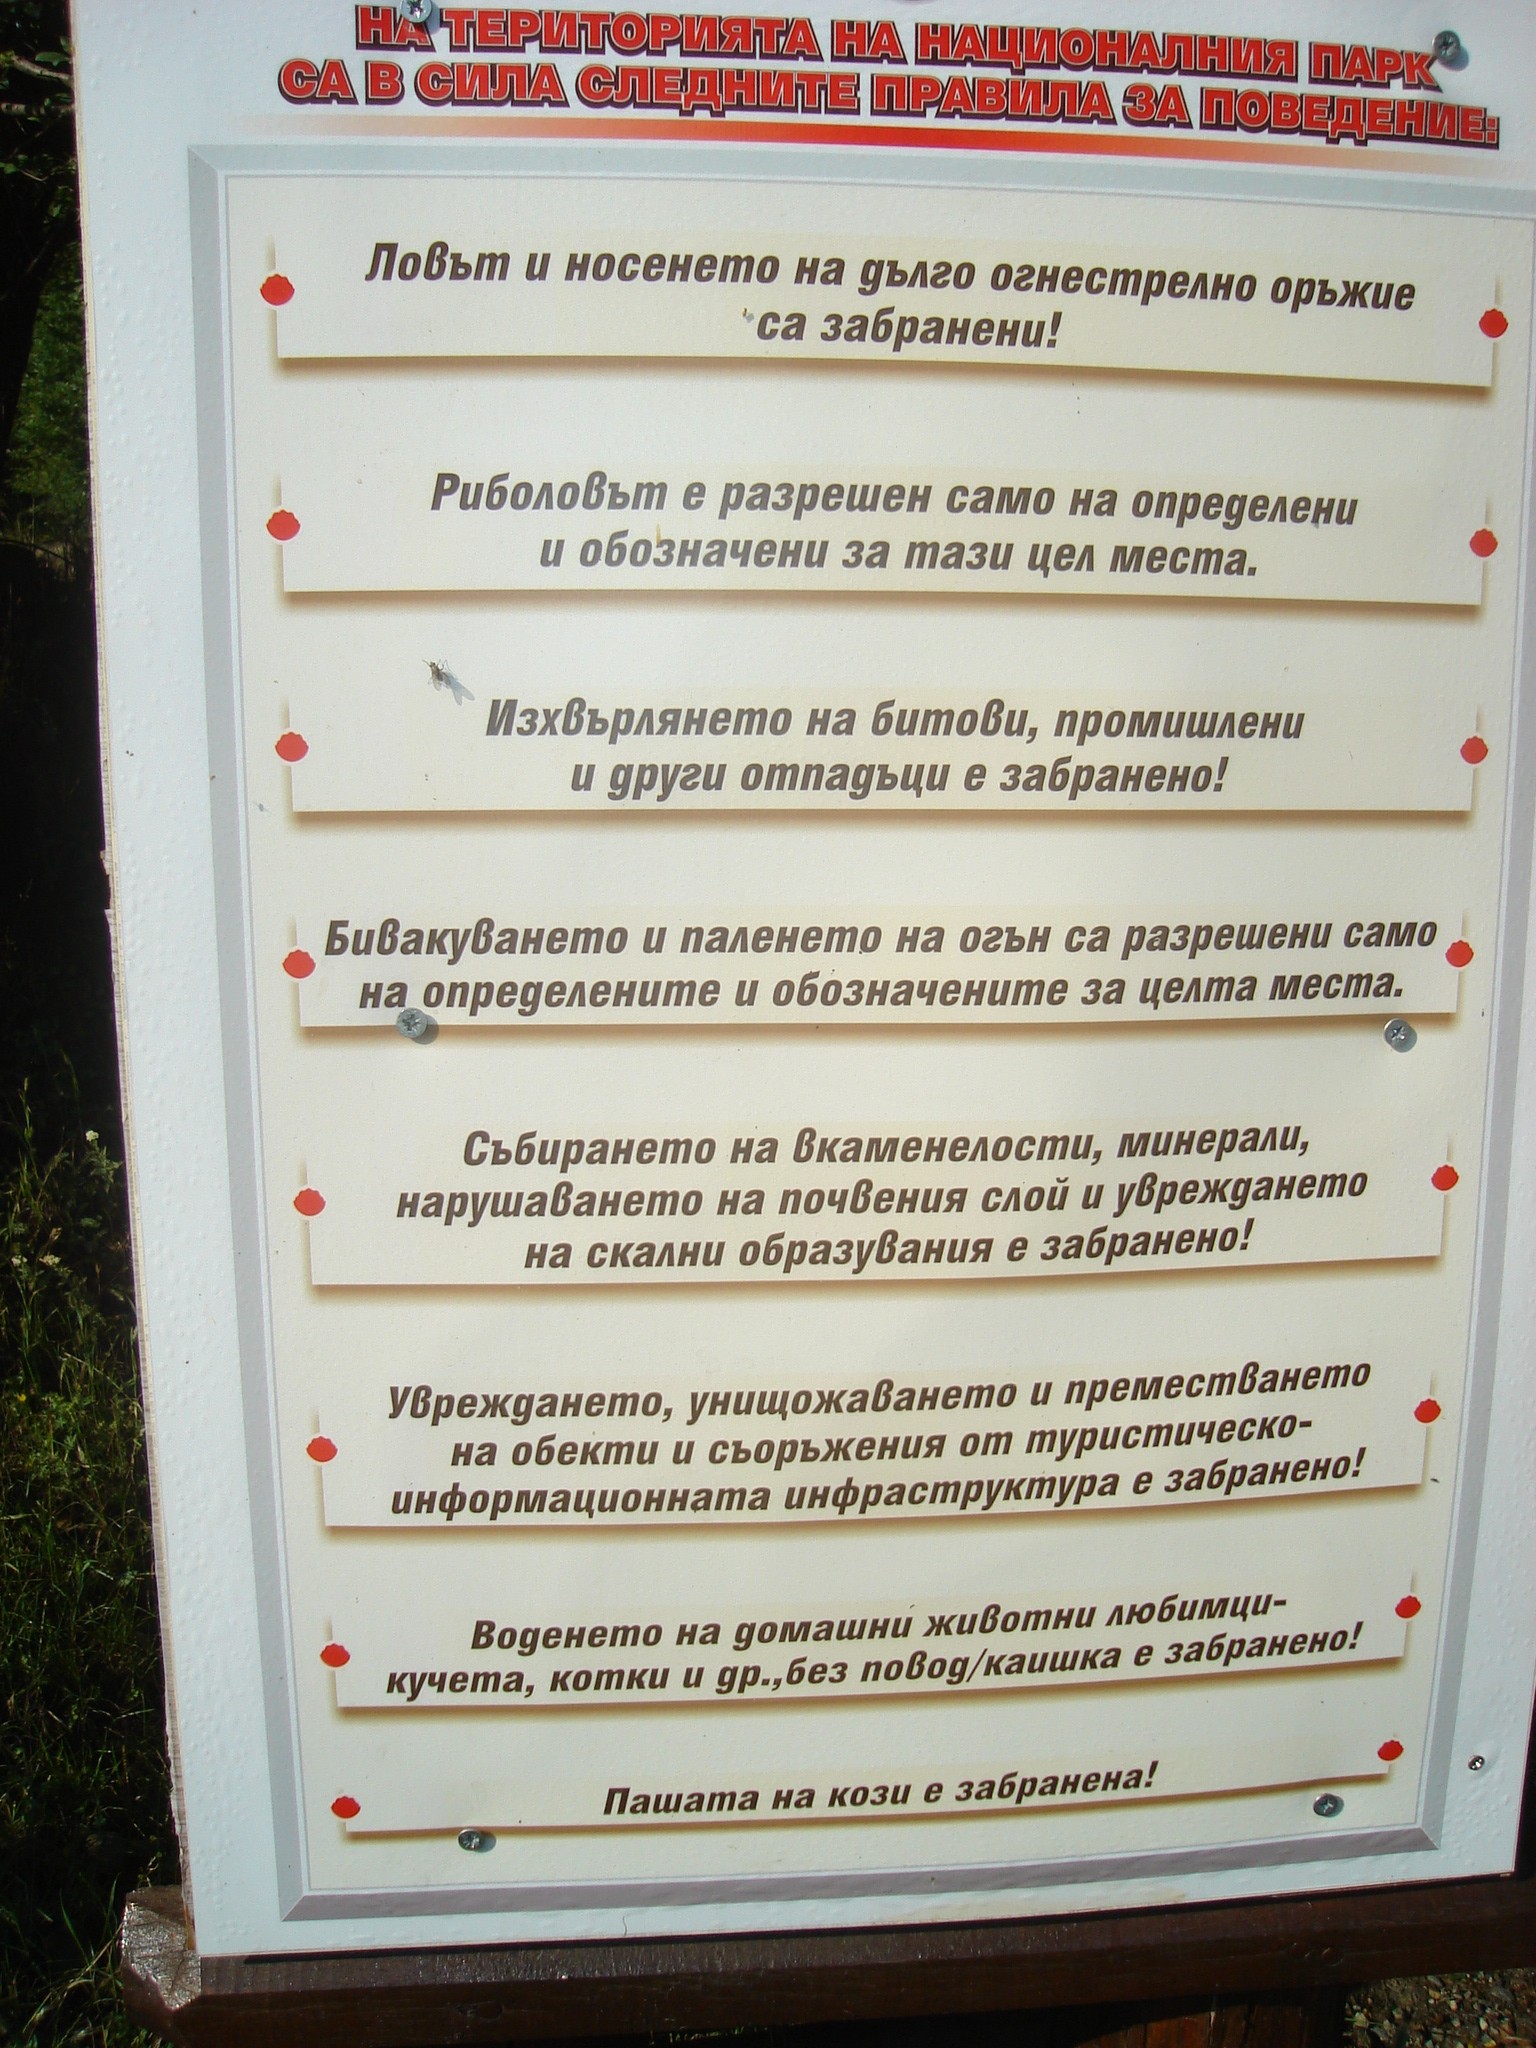 НА ТЕРИТОРИЯТА НА НАЦИОНАЛНИЯ ПАРК
СА В СИЛА СЛЕДНИТЕ ПРАВИЛА ЗА ПОВЕДЕНИЕ:
Ловът и носенето на дълго огнестрелно оръжие
са забранени!
Риболовът е разрешен само на определени
и обозначени за тази цел места.
Изхвърлянето на битови, промишлени
и други отпадъци е забранено!
Бивакуването и паленето на огън са разрешени само
на определените и обозначените за целта места.
Събирането на вкаменелости, минерали,
нарушаването на почвения слой и увреждането
на скални образувания е забранено!
Увреждането, унищожаването и преместването
на обекти и съоръжения от туристическо-
информационната инфраструктура е забранено!
Воденето на домашни животни любимци-
кучета, котки и др.,без повод/каишка е забранено!
Пашата на кози е забранена!